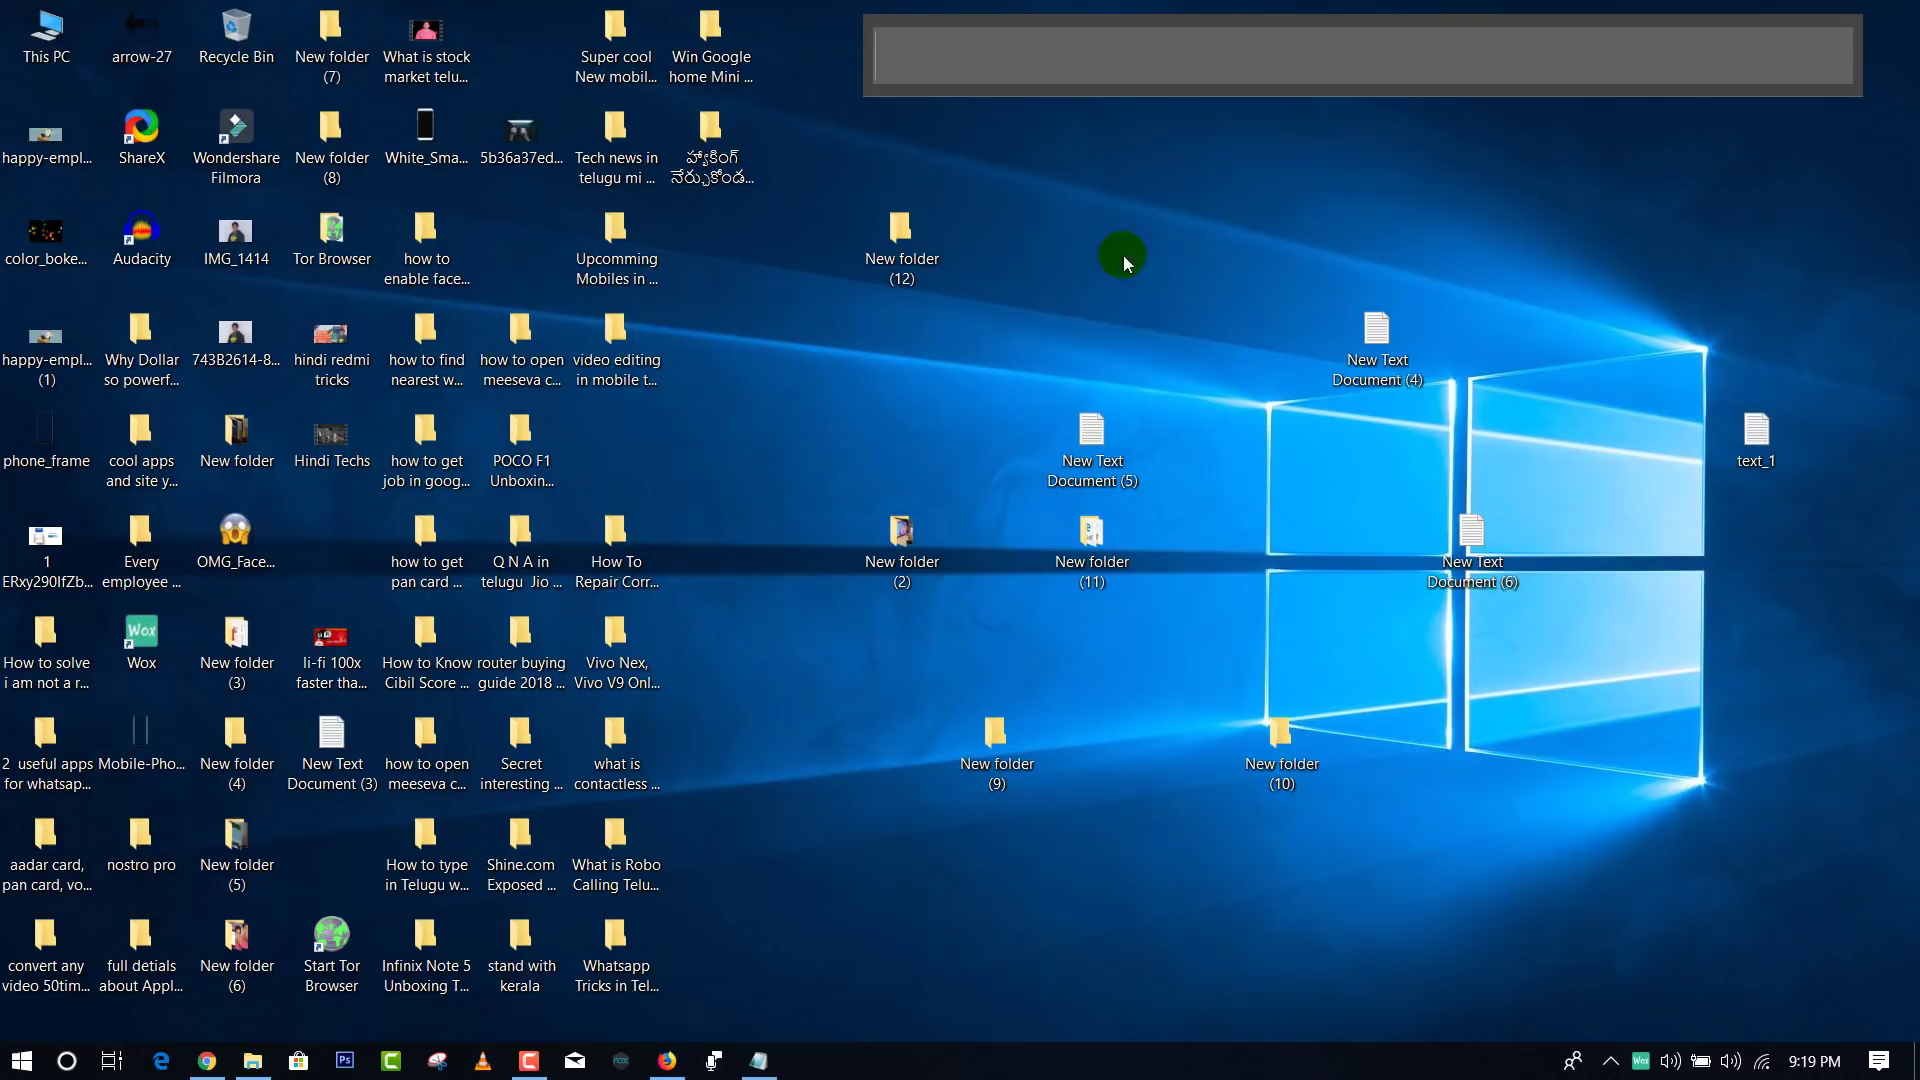 This PC
arrow-27
Recycle Bin
New folder
(7)
What is stock
market telu...
Super cool
New mobil...
Win Google
home Mini ...
happy-empl...
ShareX
Wondershare
Filmora
New folder
(8)
White_Sma...
5b36a37ed...
Tech news in
telugu mi ...
హ్యాకింగ్
నేర్చుకోండ...
color_boke...
Audacity
IMG_1414
Tor Browser
how to
enable face...
Upcomming
Mobiles in ...
New folder
(12)
happy-empl...
(1)
Why Dollar
so powerf...
743B2614-8...
hindi redmi
tricks
how to find
nearest w...
how to open
meeseva c...
video editing
in mobile t...
New Text
Document (4)
phone_frame
cool apps
and site y...
New folder
Hindi Techs
how to get
job in goog...
POCO F1
Unboxin...
New Text
Document (5)
text_1
1
ERxy290IfZb...
Every
employee ...
OMG_Face...
how to get
pan card ...
Q N A in
telugu Jio ...
How To
Repair Corr...
New folder
(2)
New folder
(11)
New Text
Document (6)
How to solve
i am not a r...
Wox
Wox
New folder
(3)
li-fi 100x
faster tha...
How to Know
Cibil Score ...
router buying
guide 2018 ...
Vivo Nex,
Vivo V9 Onl...
2 useful apps
for whatsap...
Mobile-Pho...
New folder
(4)
New Text
Document (3)
how to open
meeseva c...
Secret
interesting ...
what is
contactless ...
New folder
(9)
New folder
(10)
aadar card,
pan card, vo...
nostro pro
New folder
(5)
How to type
in Telugu w...
Shine.com
Exposed ...
What is Robo
Calling Telu...
convert any
video 50tim...
full detials
about Appl...
New folder
(6)
Start Tor
Browser
Infinix Note 5
Unboxing T...
stand with
kerala
Whatsapp
Tricks in Tel...
Ps
Wox
9:19 PM